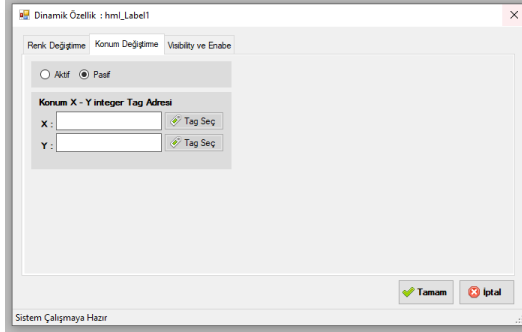 Dinamik Özellik : hml_Label1
Renk Değiştirme Konum Değiştirme Visibility ve Enabe
Aktif Pasif
Konum X - Y integer Tag Adresi
X : Tag Seç
Y : Tag Seç
Tamam İptal
Sistem Çalışmaya Hazır